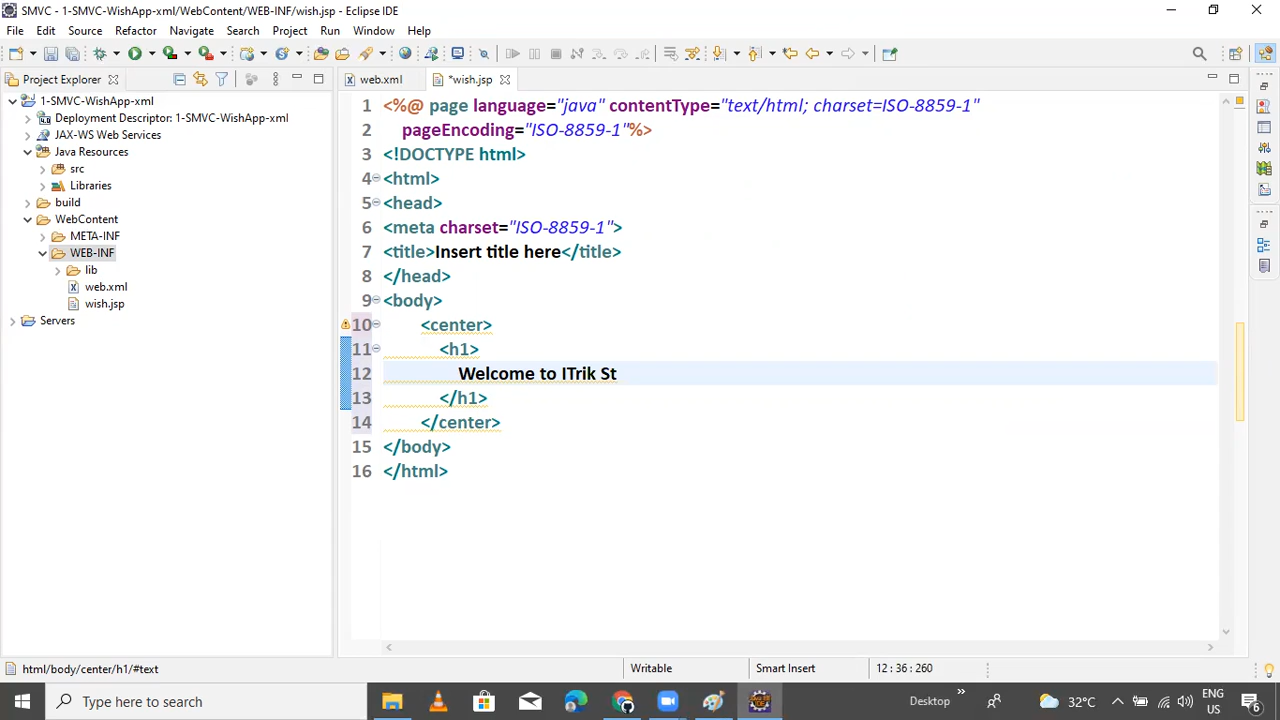 SMVC - 1-SMVC-WishApp-xml/WebContent/WEB-INF/wish.jsp - Eclipse IDE
File Edit Source Refactor Navigate Search Project Run Window Help
Project Explorer
web.xml
*wish.jsp
1-SMVC-WishApp-xml
Deployment Descriptor: 1-SMVC-WishApp-xml
JAX-WS Web Services
Java Resources
src
Libraries
build
WebContent
META-INF
WEB-INF
lib
web.xml
wish.jsp
Servers
1 <%@ page language="java" contentType="text/html; charset=ISO-8859-1"
2 pageEncoding="ISO-8859-1"%>
3 <!DOCTYPE html>
4 <html>
5 <head>
6 <meta charset="ISO-8859-1">
7 <title>Insert title here</title>
8 </head>
9 <body>
10 <center>
11 <h1>
12 Welcome to ITrik St
13 </h1>
14 </center>
15 </body>
16 </html>
html/body/center/h1/#text
Writable
Smart Insert
12 : 36 : 260
Type here to search
Desktop
32°C
ENG
US
6